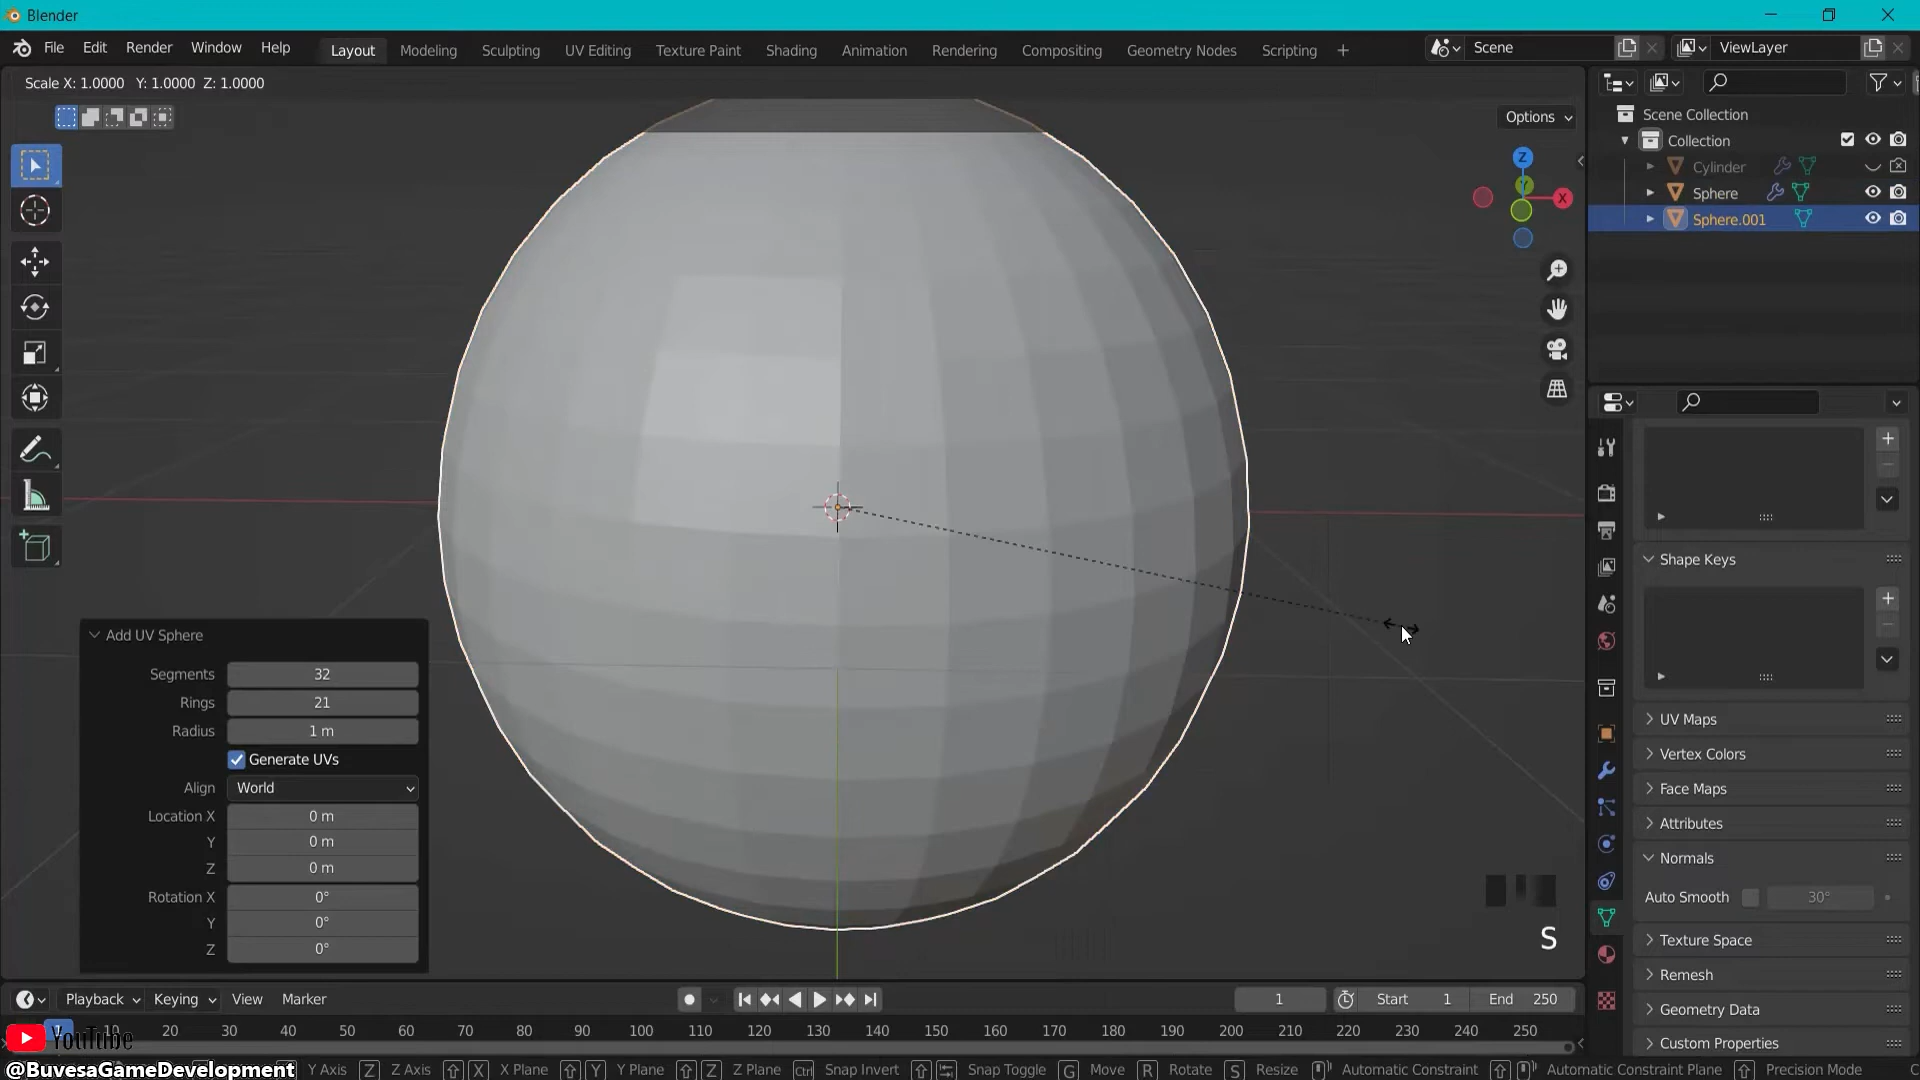 Blender
File Edit Render Window Help
Layout Modeling Sculpting UV Editing Texture Paint Shading Animation Rendering Compositing Geometry Nodes Scripting +
Scene
ViewLayer
Scale X: 1.0000 Y: 1.0000 Z: 1.0000
Options
Z
Y
X
Scene Collection
Collection
Cylinder
Sphere
Sphere.001
Add UV Sphere
Segments 32
Rings 21
Radius 1 m
Generate UVs
Align World
Location X 0 m
Y 0 m
Z 0 m
Rotation X 0°
Y 0°
Z 0°
S
Shape Keys
UV Maps
Vertex Colors
Face Maps
Attributes
Normals
Auto Smooth 30°
Texture Space
Remesh
Geometry Data
Custom Properties
Playback Keying View Marker
1 Start 1 End 250
10 20 30 40 50 60 70 80 90 100 110 120 130 140 150 160 170 180 190 200 210 220 230 240 250
YouTube
@BuvesaGameDevelopment
Y Axis Z Z Axis X X Plane Y Y Plane Z Z Plane Ctrl Snap Invert Snap Toggle G Move R Rotate S Resize Automatic Constraint Automatic Constraint Plane Precision Mode